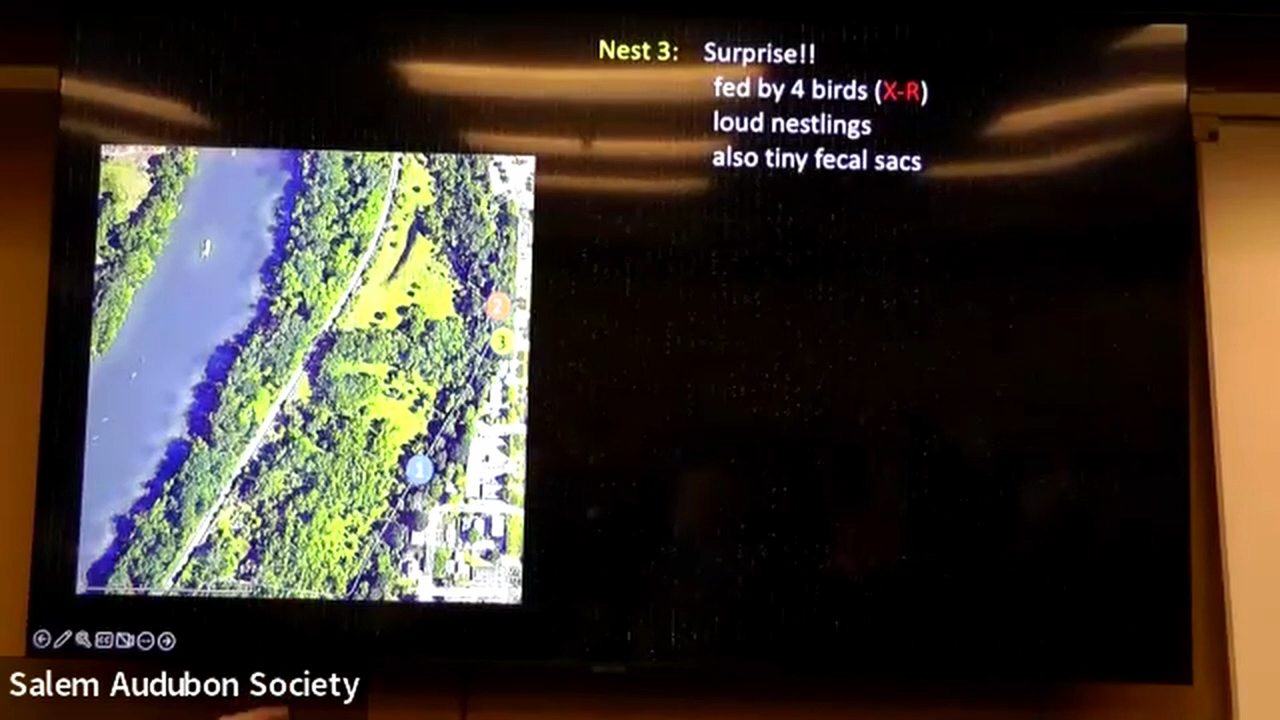 Nest 3: Surprise!!
fed by 4 birds (X-R)
loud nestlings
also tiny fecal sacs
2
3
1
Salem Audubon Society